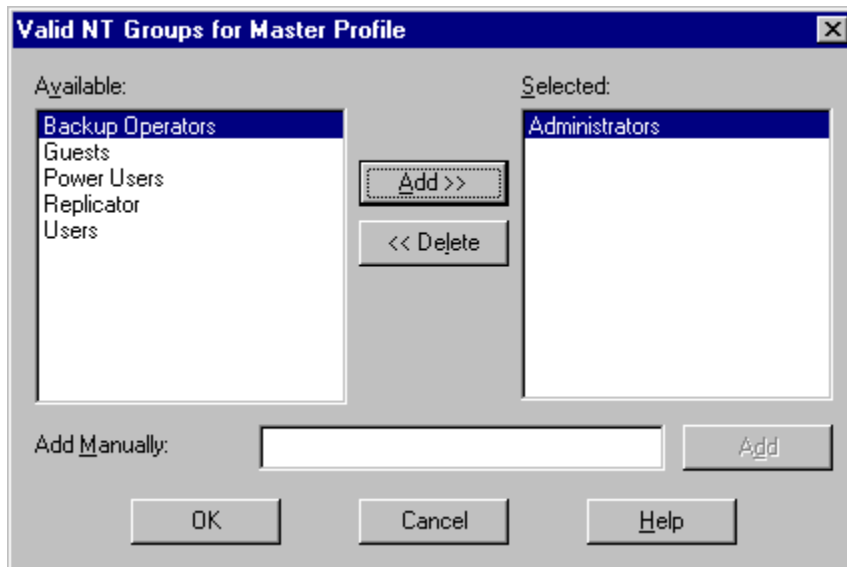 Valid NT Groups for Master Profile
Available:
Selected:
Backup Operators
Guests
Power Users
Replicator
Users
Add >>
<< Delete
Administrators
Add Manually:
Add
OK
Cancel
Help